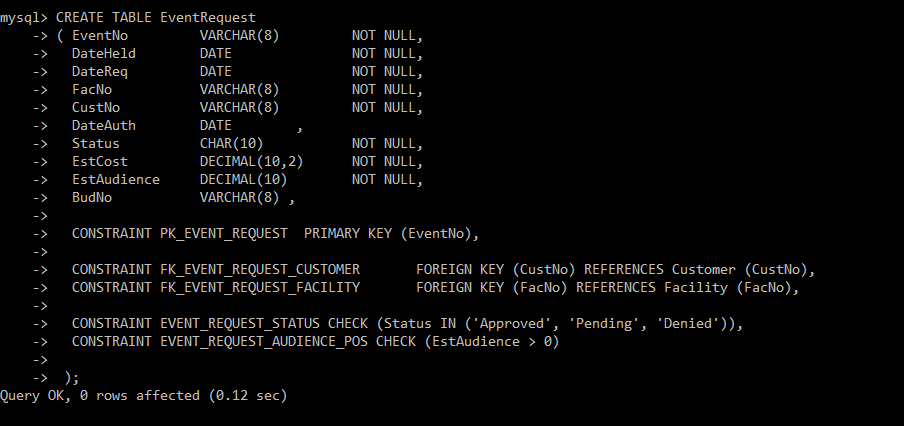 mysql> CREATE TABLE EventRequest
    -> ( EventNo         VARCHAR(8)         NOT NULL,
    ->   DateHeld        DATE               NOT NULL,
    ->   DateReq         DATE               NOT NULL,
    ->   FacNo           VARCHAR(8)         NOT NULL,
    ->   CustNo          VARCHAR(8)         NOT NULL,
    ->   DateAuth        DATE        ,
    ->   Status          CHAR(10)           NOT NULL,
    ->   EstCost         DECIMAL(10,2)      NOT NULL,
    ->   EstAudience     DECIMAL(10)        NOT NULL,
    ->   BudNo           VARCHAR(8) ,
    ->
    ->   CONSTRAINT PK_EVENT_REQUEST  PRIMARY KEY (EventNo),
    ->
    ->   CONSTRAINT FK_EVENT_REQUEST_CUSTOMER       FOREIGN KEY (CustNo) REFERENCES Customer (CustNo),
    ->   CONSTRAINT FK_EVENT_REQUEST_FACILITY       FOREIGN KEY (FacNo) REFERENCES Facility (FacNo),
    ->
    ->   CONSTRAINT EVENT_REQUEST_STATUS CHECK (Status IN ('Approved', 'Pending', 'Denied')),
    ->   CONSTRAINT EVENT_REQUEST_AUDIENCE_POS CHECK (EstAudience > 0)
    ->
    ->  );
Query OK, 0 rows affected (0.12 sec)